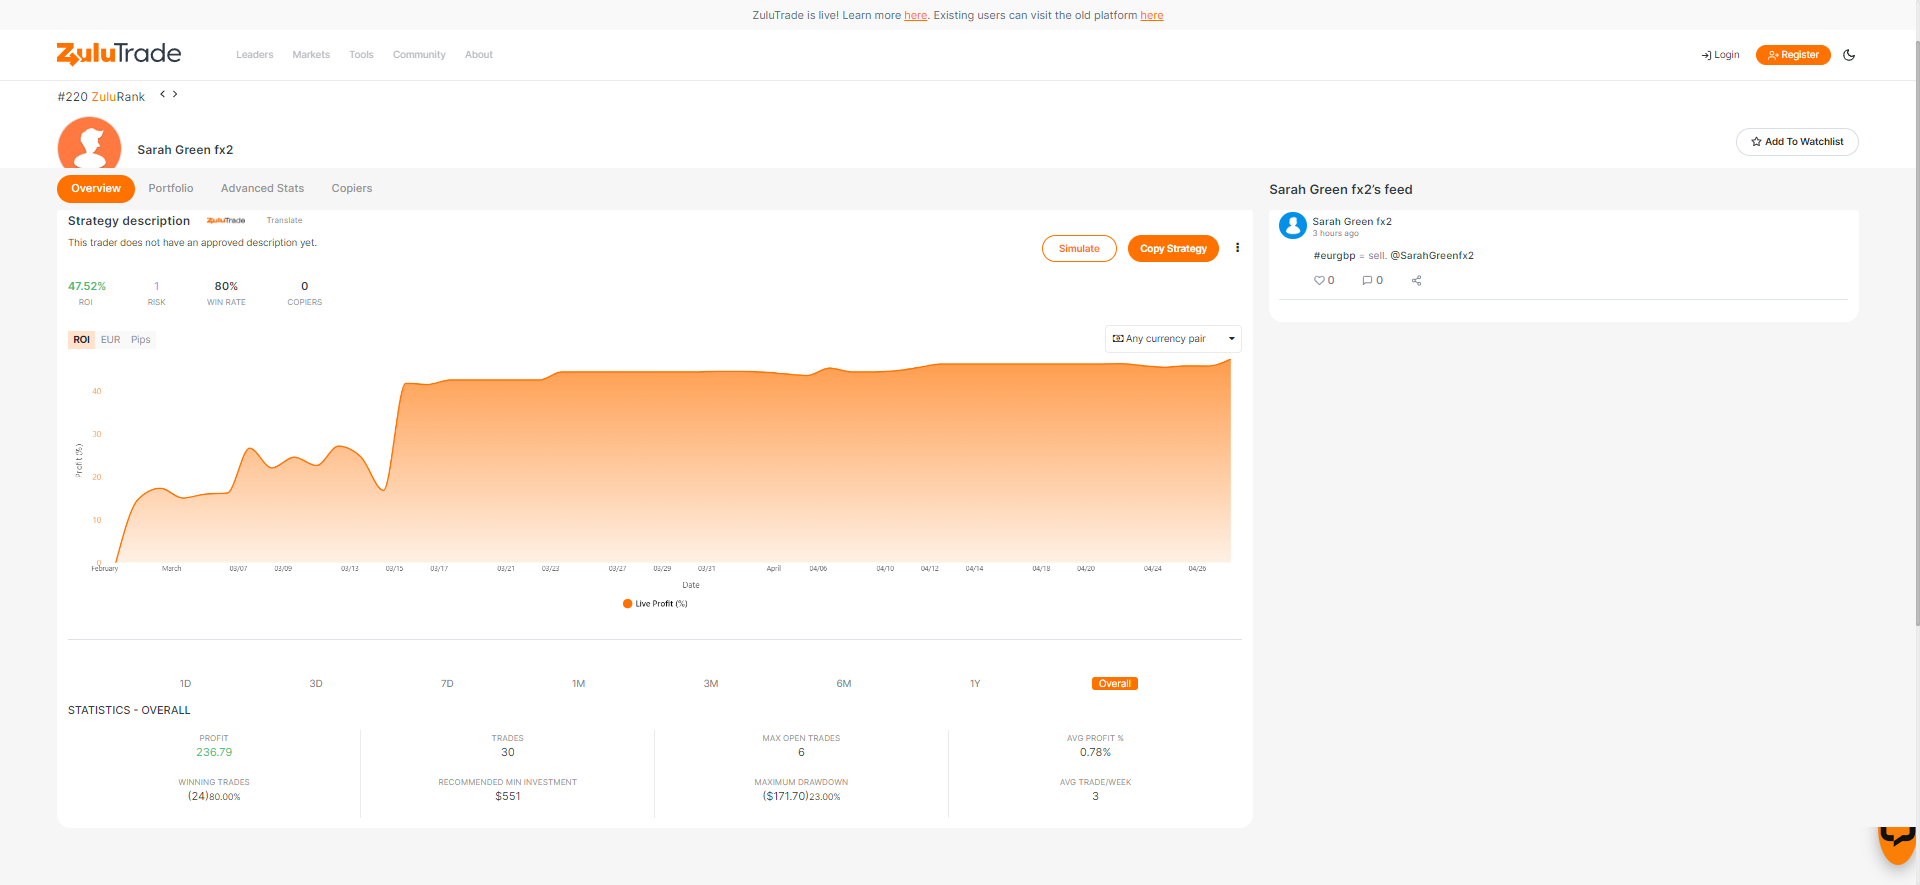 ZuluTrade is live! Learn more here. Existing users can visit the old platform here
ZuluTrade
Leaders Markets Tools Community About
Login Register
#220 ZuluRank
Sarah Green fx2
Add To Watchlist
Overview Portfolio Advanced Stats Copiers
Strategy description ZuluTrade Translate
This trader does not have an approved description yet.
Simulate Copy Strategy
47.52% 1 80% 0
ROI RISK WIN RATE COPIERS
ROI EUR Pips
Any currency pair
40
30
20
10
0
Profit (%)
February March 03/07 03/09 03/13 03/15 03/17 03/21 03/23 03/27 03/29 03/31 April 04/06 04/10 04/12 04/14 04/18 04/20 04/24 04/26
Date
Live Profit (%)
1D 3D 7D 1M 3M 6M 1Y Overall
STATISTICS - OVERALL
PROFIT TRADES MAX OPEN TRADES AVG PROFIT %
236.79 30 6 0.78%
WINNING TRADES RECOMMENDED MIN INVESTMENT MAXIMUM DRAWDOWN AVG TRADE/WEEK
(24)80.00% $551 ($171.70)23.00% 3
Sarah Green fx2's feed
Sarah Green fx2
3 hours ago
#eurgbp = sell. @SarahGreenfx2
0 0